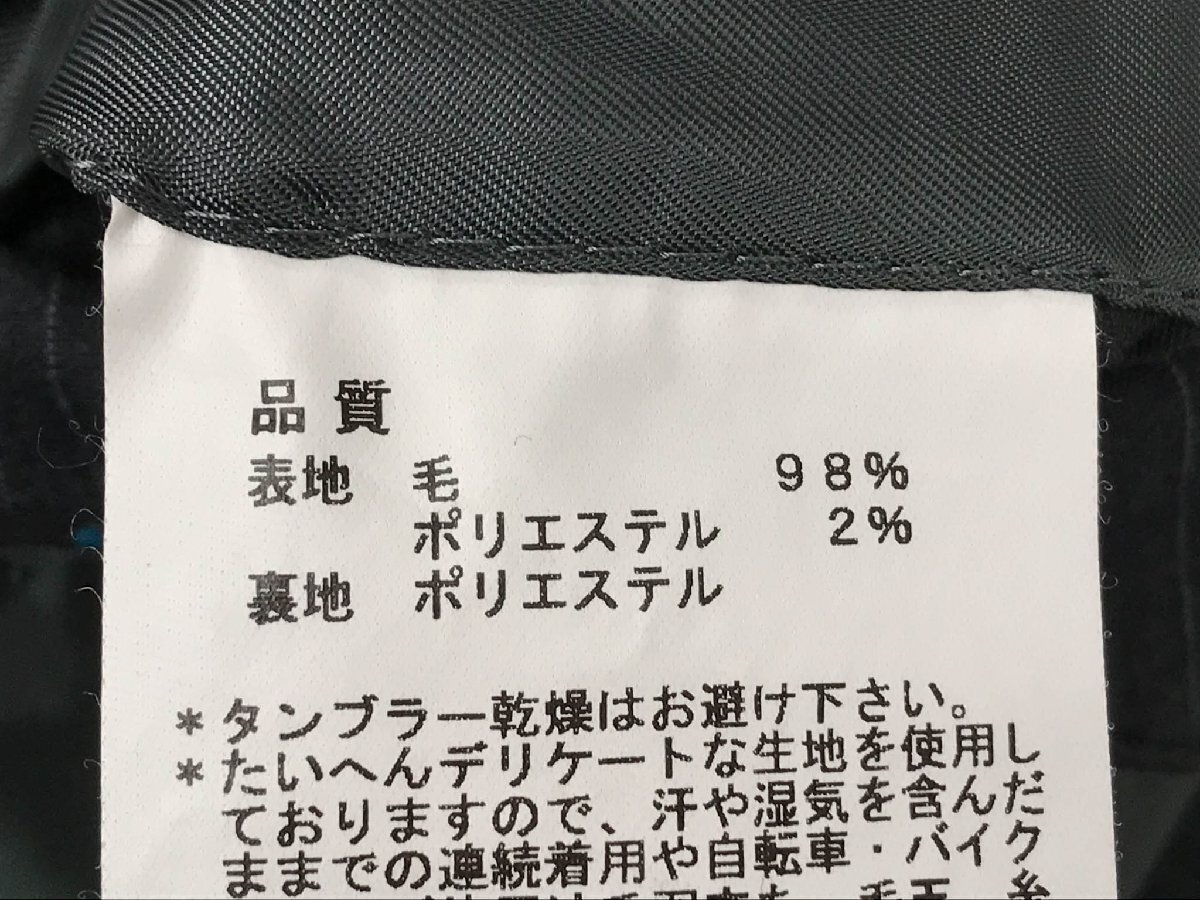 品質
表地 毛 98%
ポリエステル 2%
裏地 ポリエステル
*タンブラー乾燥はお避け下さい。
*たいへんデリケートな生地を使用し
ておりますので、汗や湿気を含んだ
ままでの連続着用や自転車・バイク